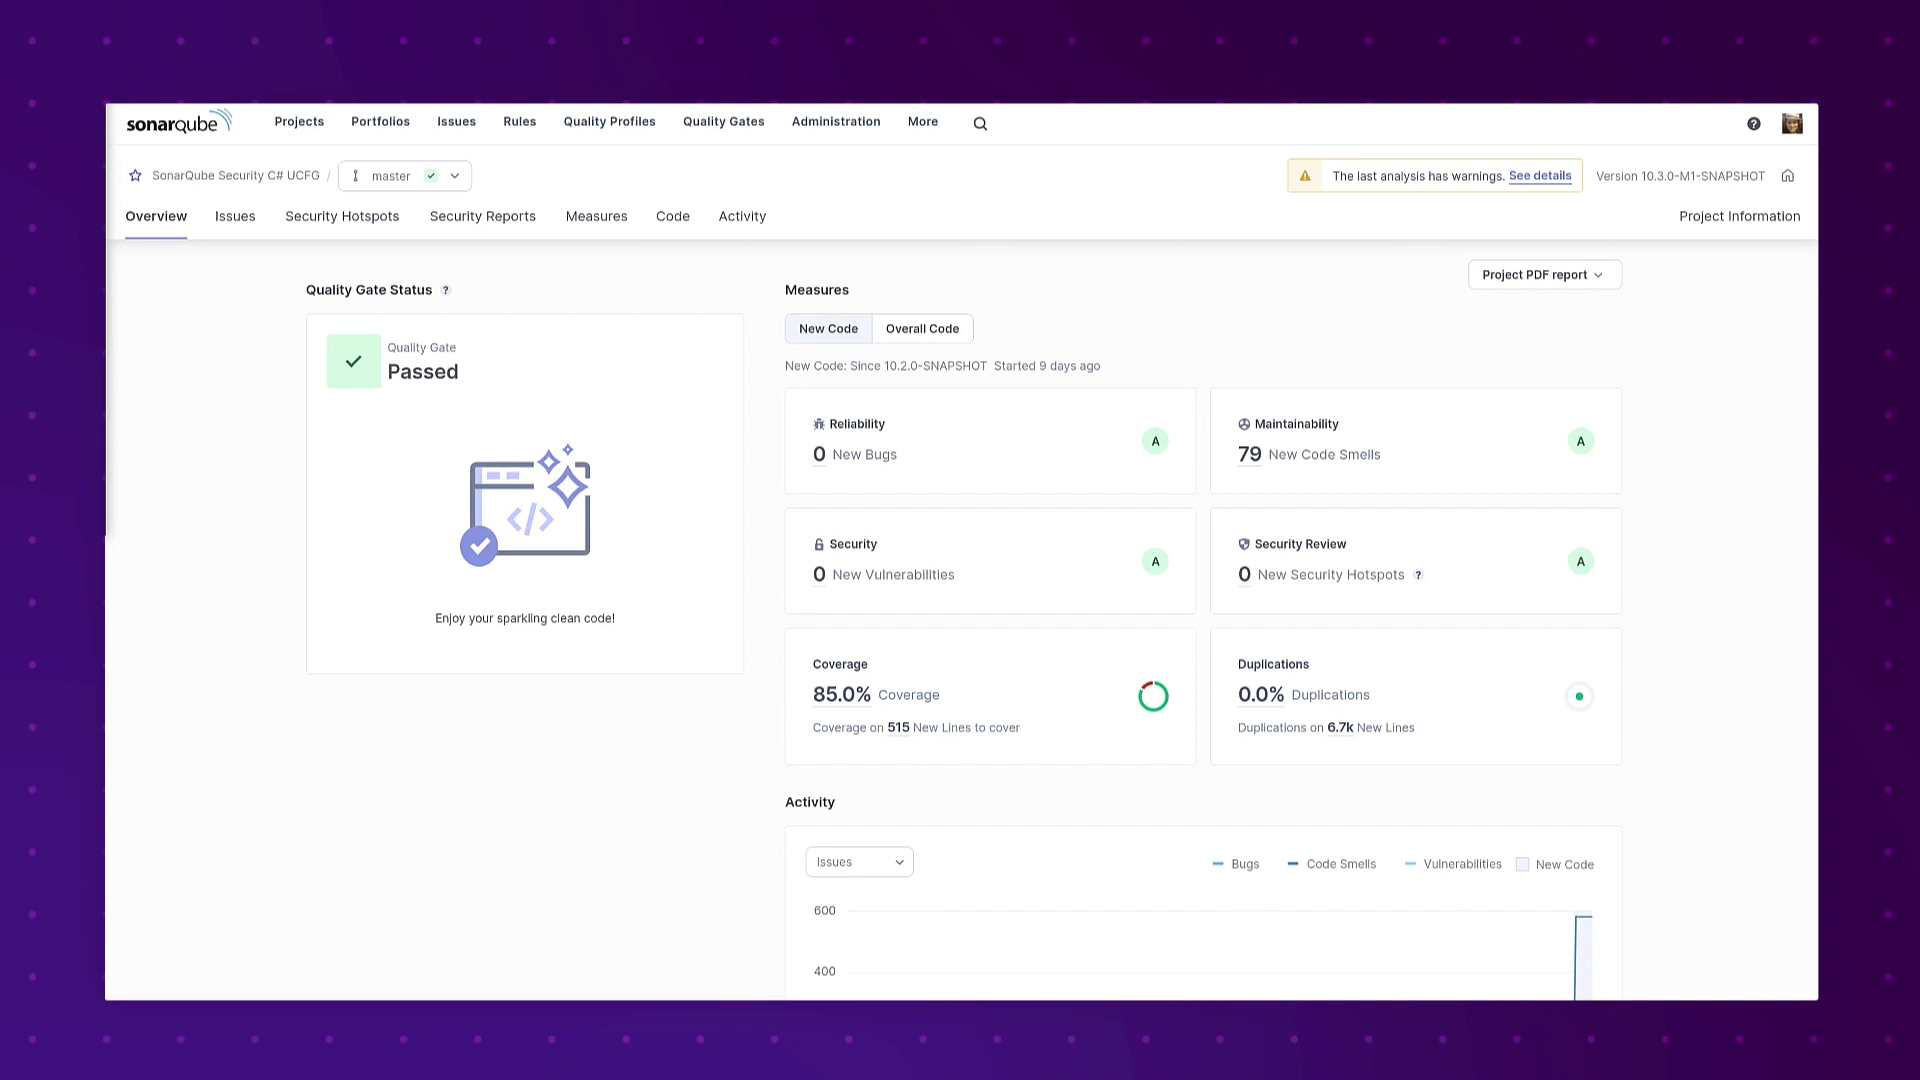 sonarqube Projects Portfolios Issues Rules Quality Profiles Quality Gates Administration More ?
SonarQube Security C# UCFG / master The last analysis has warnings. See details Version 10.3.0-M1-SNAPSHOT
Overview Issues Security Hotspots Security Reports Measures Code Activity Project Information
Project PDF report
Quality Gate Status ?
Quality Gate
Passed
</>
Enjoy your sparkling clean code!
Measures
New Code Overall Code
New Code: Since 10.2.0-SNAPSHOT Started 9 days ago
Reliability
0 New Bugs
A
Maintainability
79 New Code Smells
A
Security
0 New Vulnerabilities
A
Security Review
0 New Security Hotspots ?
A
Coverage
85.0% Coverage
Coverage on 515 New Lines to cover
Duplications
0.0% Duplications
Duplications on 6.7k New Lines
Activity
Issues
Bugs Code Smells Vulnerabilities New Code
600
400